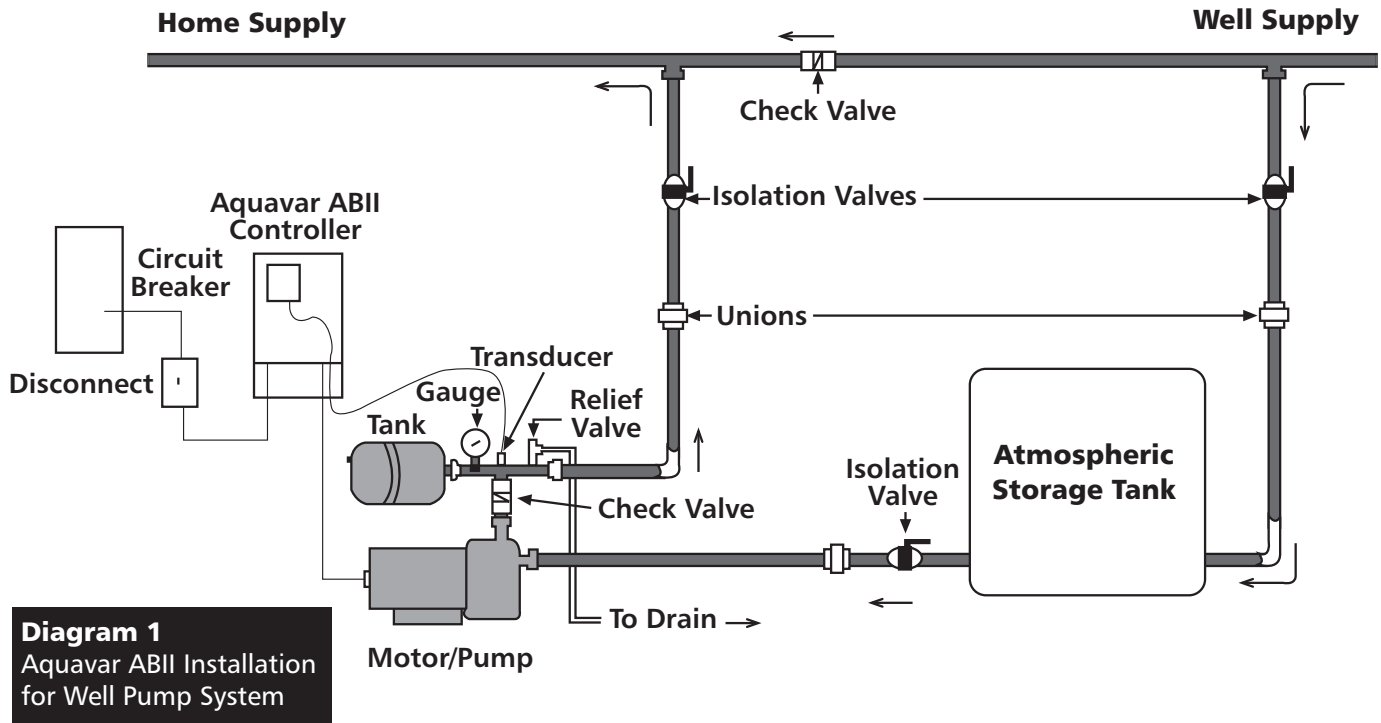 Home Supply
Well Supply
Check Valve
Isolation Valves
Aquavar ABII
Controller
Circuit
Breaker
Unions
Disconnect
Transducer
Gauge
Relief
Valve
Tank
Isolation
Valve
Atmospheric
Storage Tank
Check Valve
To Drain
Motor/Pump
Diagram 1
Aquavar ABII Installation
for Well Pump System